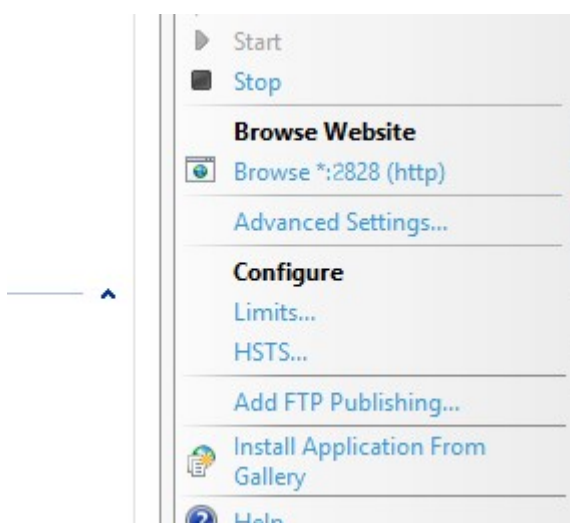 Start
Stop
Browse Website
Browse *:2828 (http)
Advanced Settings...
Configure
Limits...
HSTS...
Add FTP Publishing...
Install Application From
Gallery
Help